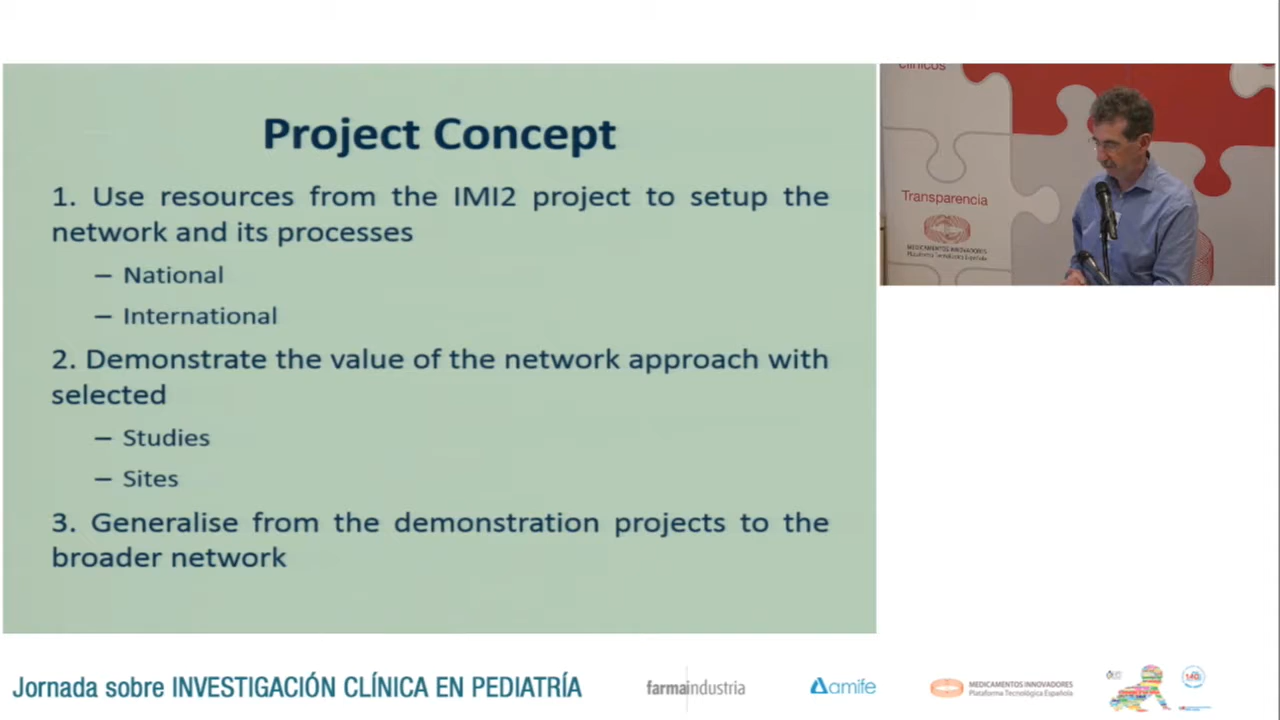 Project Concept
1. Use resources from the IMI2 project to setup the
network and its processes
– National
– International
2. Demonstrate the value of the network approach with
selected
– Studies
– Sites
3. Generalise from the demonstration projects to the
broader network
clínicos
Transparencia
MEDICAMENTOS INNOVADORES
Plataforma Tecnológica Española
Jornada sobre INVESTIGACIÓN CLÍNICA EN PEDIATRÍA
farmaindustria
amife
MEDICAMENTOS INNOVADORES
Plataforma Tecnológica Española